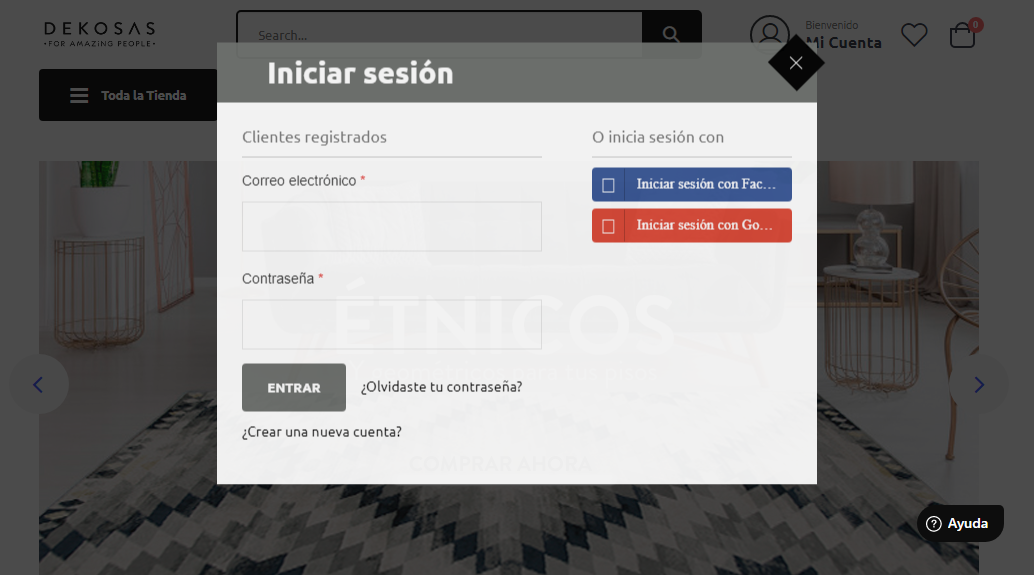 DEKOSAS
•FOR AMAZING PEOPLE•
Search...
Bienvenido
Mi Cuenta
0
Toda la Tienda
Iniciar sesión
Clientes registrados
Correo electrónico *
Contraseña *
ENTRAR
¿Olvidaste tu contraseña?
¿Crear una nueva cuenta?
O inicia sesión con
Iniciar sesión con Fac...
Iniciar sesión con Go...
ÉTNICOS
COMPRAR AHORA
Ayuda